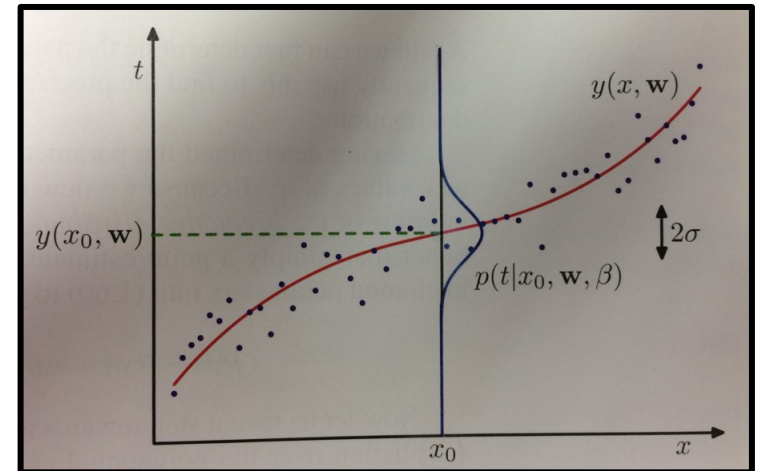 t
y(x, w)
y(x₀, w)
2σ
p(t|x₀, w, β)
x₀
x